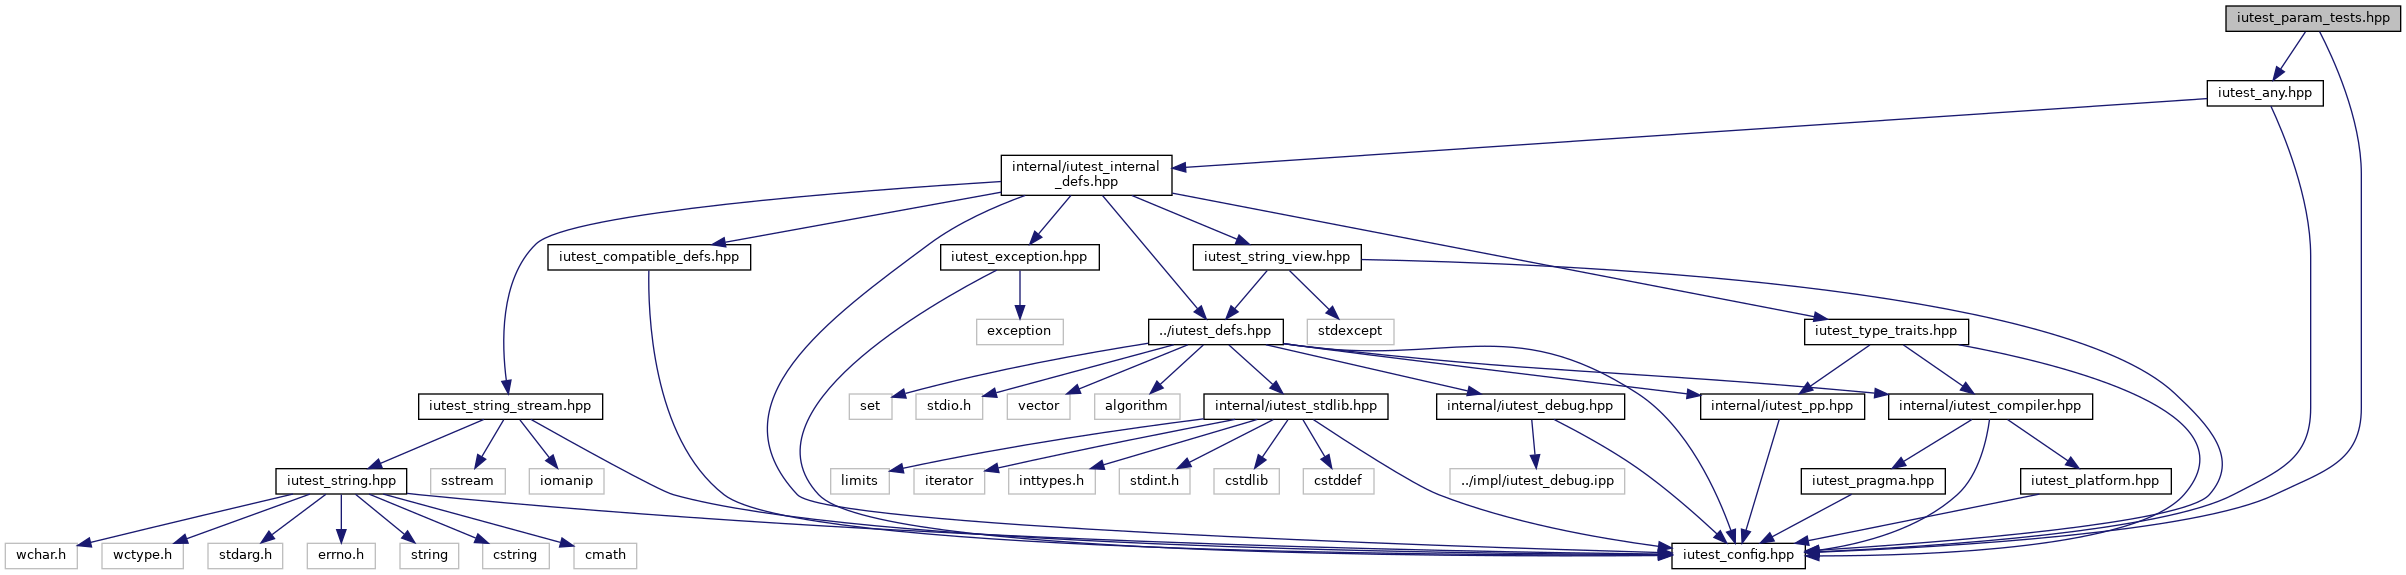 iutest_param_tests.hpp
iutest_any.hpp
internal/iutest_internal
_defs.hpp
iutest_compatible_defs.hpp
iutest_exception.hpp
iutest_string_view.hpp
exception
../iutest_defs.hpp
stdexcept
iutest_type_traits.hpp
iutest_string_stream.hpp
set
stdio.h
vector
algorithm
internal/iutest_stdlib.hpp
internal/iutest_debug.hpp
internal/iutest_pp.hpp
internal/iutest_compiler.hpp
iutest_string.hpp
sstream
iomanip
limits
iterator
inttypes.h
stdint.h
cstdlib
cstddef
../impl/iutest_debug.ipp
iutest_pragma.hpp
iutest_platform.hpp
wchar.h
wctype.h
stdarg.h
errno.h
string
cstring
cmath
iutest_config.hpp